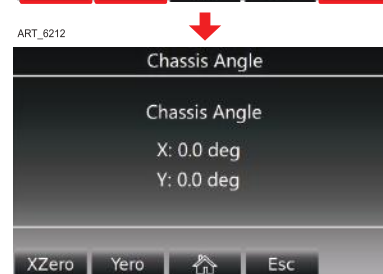 ART_6212
Chassis Angle
Chassis Angle
X: 0.0 deg
Y: 0.0 deg
XZero Yero Esc